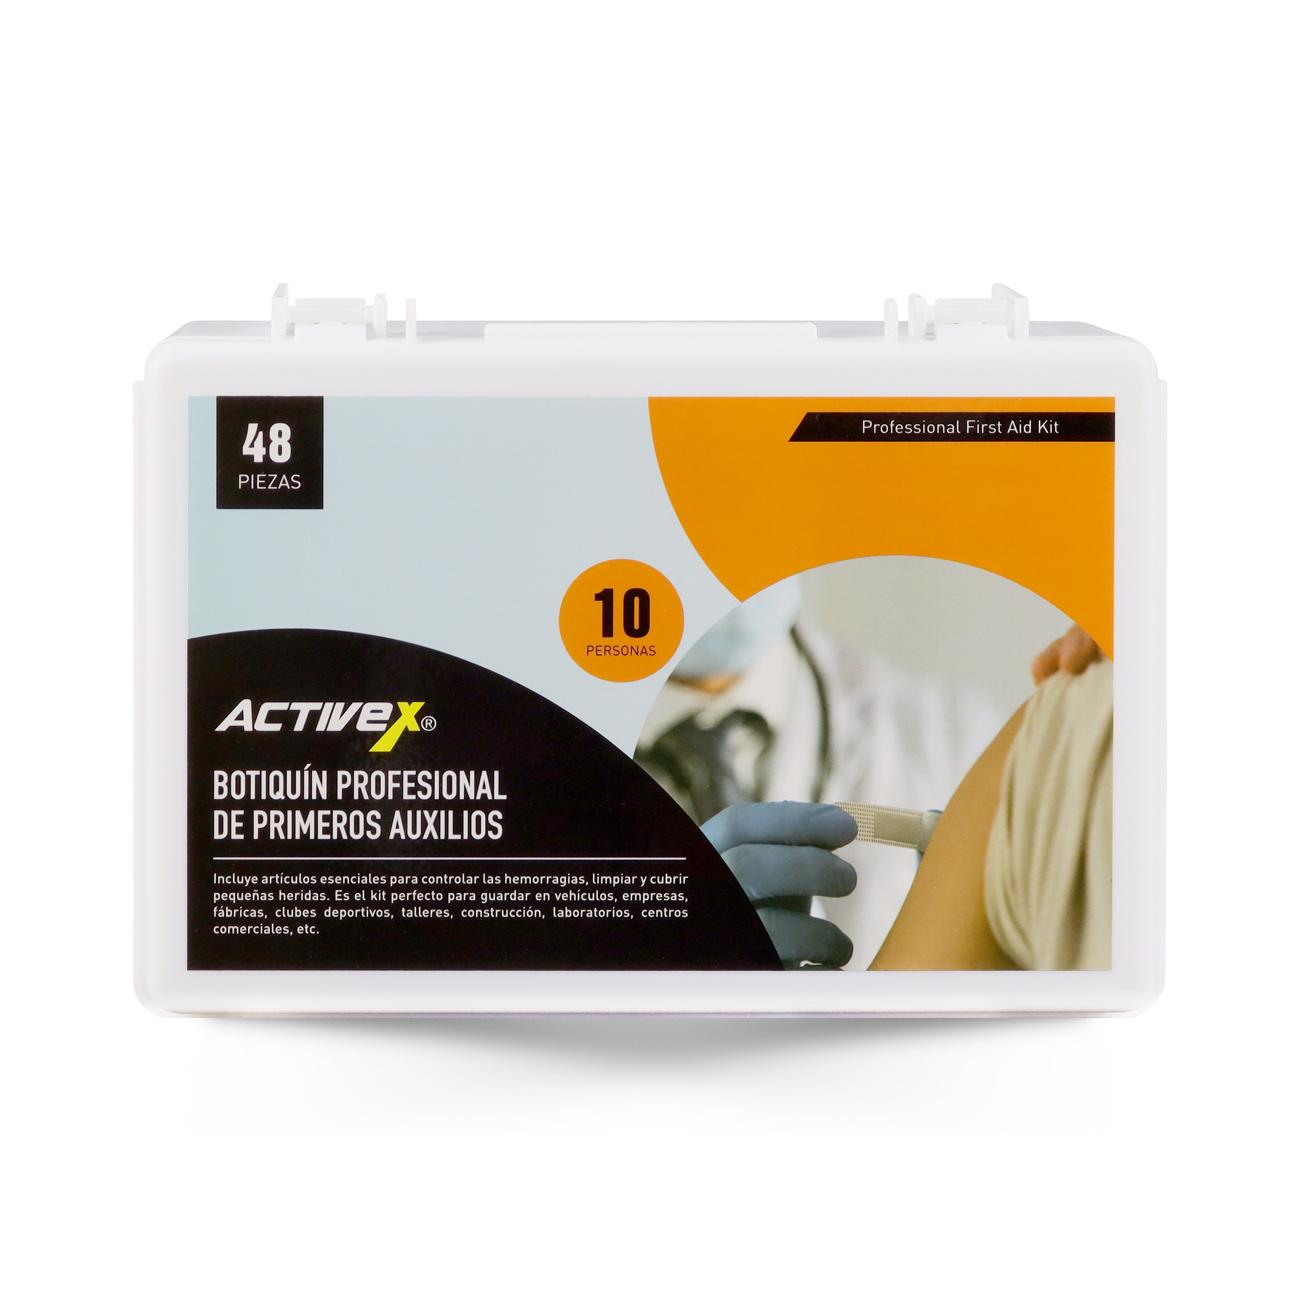 48
PIEZAS
Professional First Aid Kit
10
PERSONAS
ACTIVEX®
BOTIQUÍN PROFESIONAL
DE PRIMEROS AUXILIOS
Incluye artículos esenciales para controlar las hemorragias, limpiar y cubrir
pequeñas heridas. Es el kit perfecto para guardar en vehículos, empresas,
fábricas, clubes deportivos, talleres, construcción, laboratorios, centros
comerciales, etc.